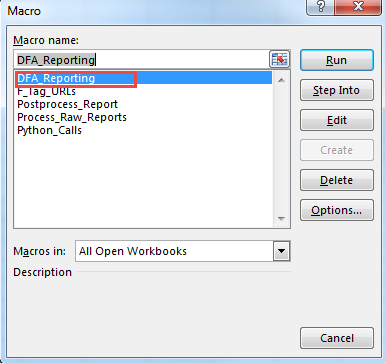 Macro
?
Macro name:
DFA_Reporting
DFA_Reporting
F_Tag_URLs
Postprocess_Report
Process_Raw_Reports
Python_Calls
Run
Step Into
Edit
Create
Delete
Options...
Macros in:
All Open Workbooks
Description
Cancel